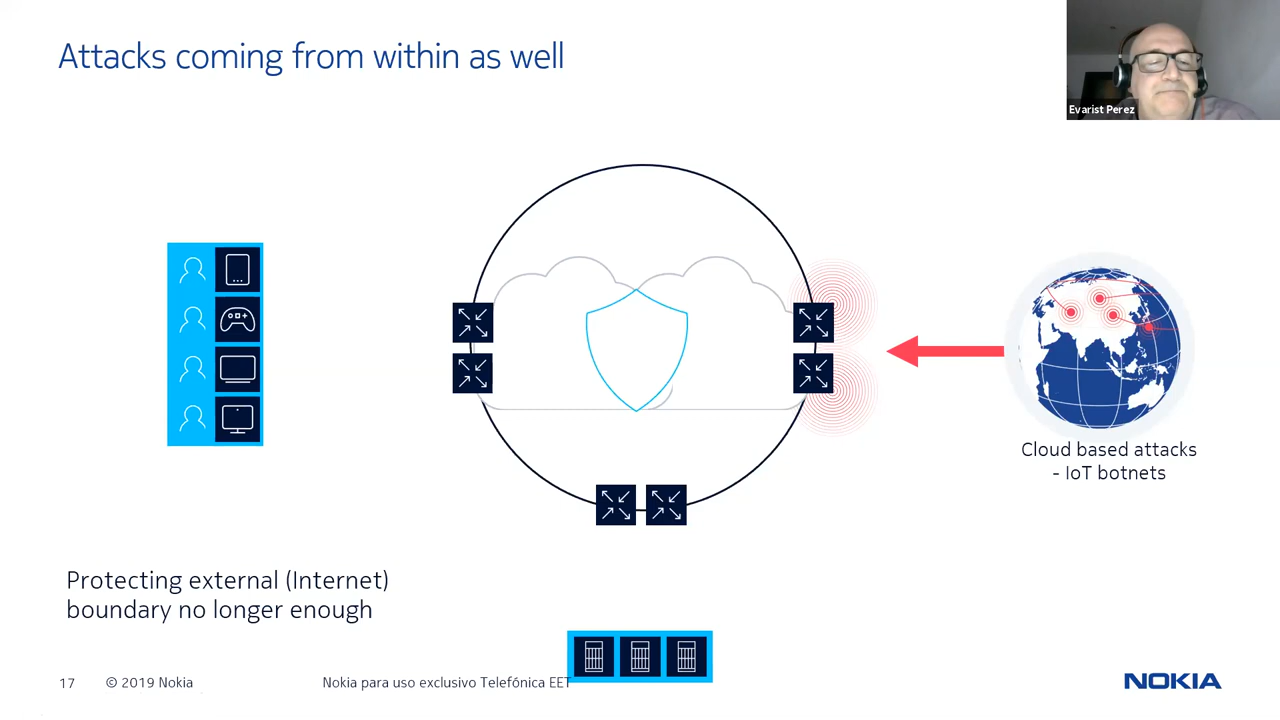 Attacks coming from within as well
Evarist Perez
Cloud based attacks
- IoT botnets
Protecting external (Internet)
boundary no longer enough
17 © 2019 Nokia Nokia para uso exclusivo Telefónica EET
NOKIA